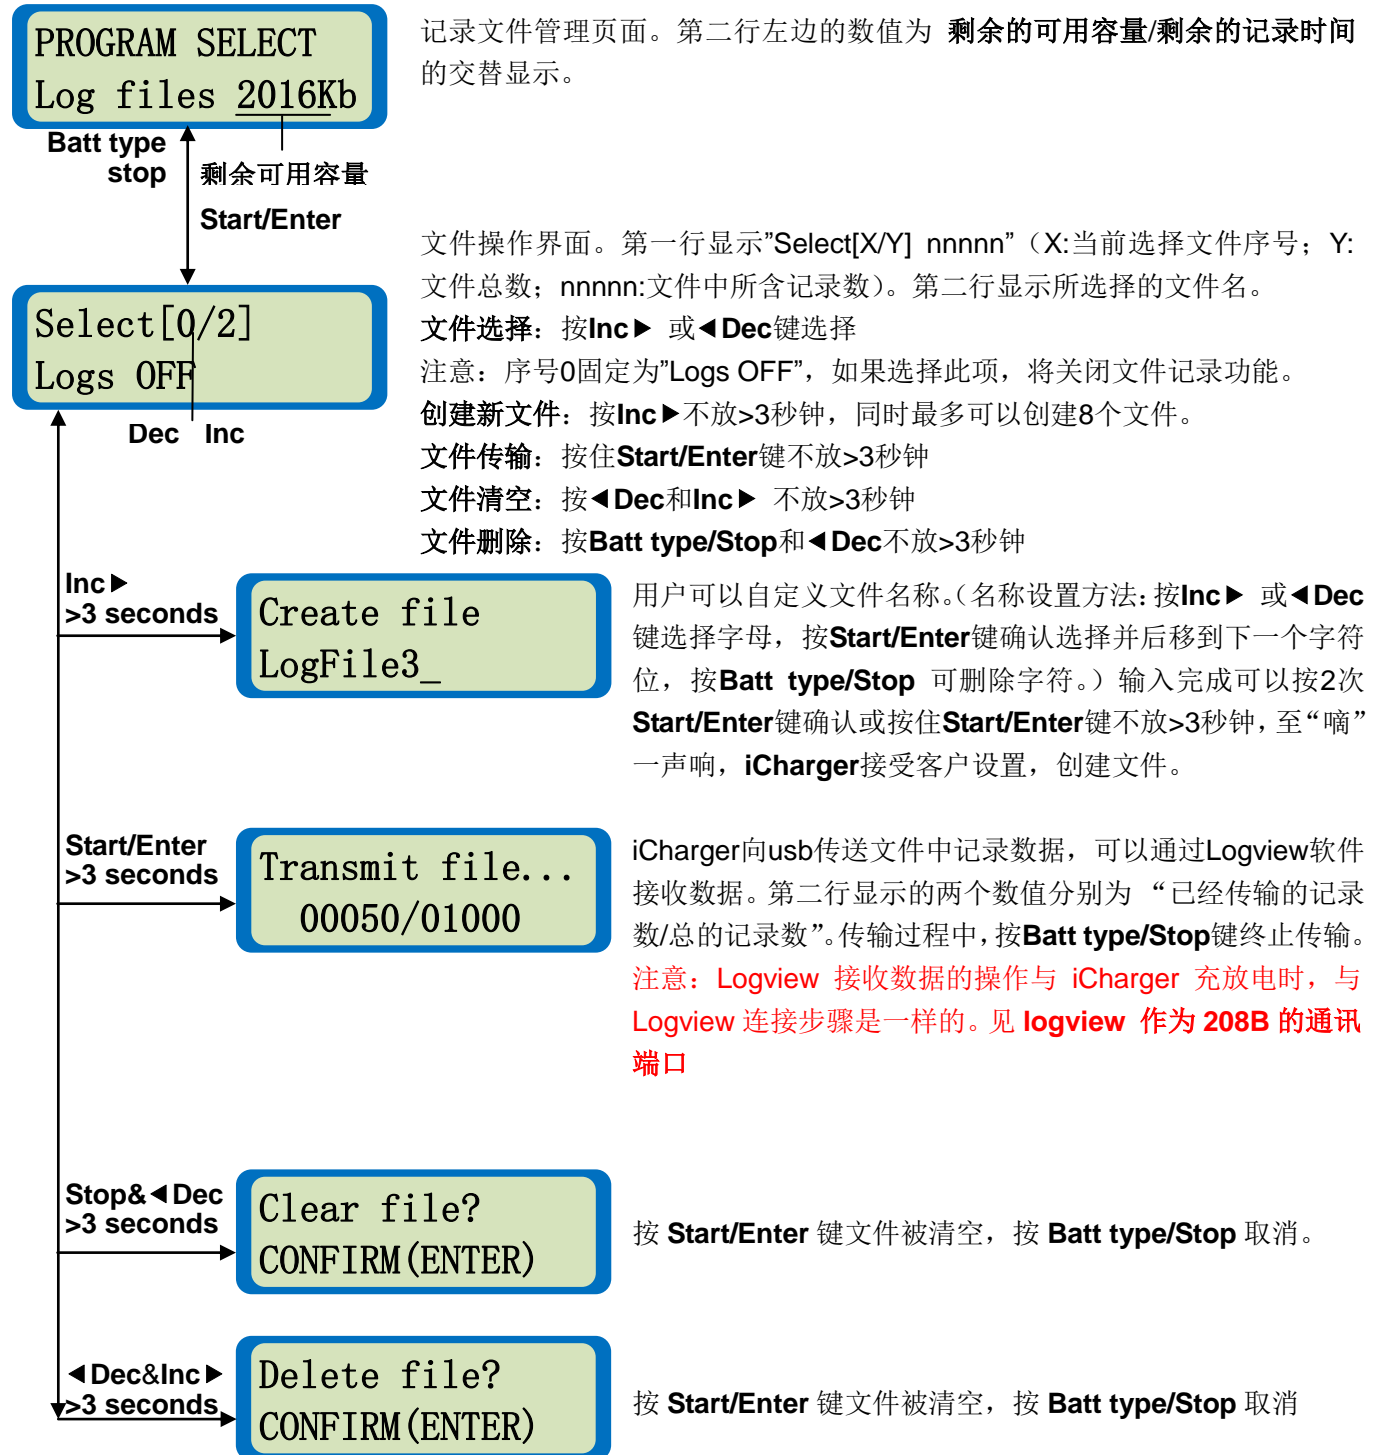 PROGRAM SELECT
Log files 2016Kb
记录文件管理页面。第二行左边的数值为 剩余的可用容量/剩余的记录时间
的交替显示。
Batt type
stop
剩余可用容量
Start/Enter
文件操作界面。第一行显示”Select[X/Y] nnnnn”（X:当前选择文件序号；Y:
文件总数；nnnnn:文件中所含记录数）。第二行显示所选择的文件名。
Select[0/2]
Logs OFF
Dec Inc
文件选择：按Inc▶ 或◀Dec键选择
注意：序号0固定为”Logs OFF”，如果选择此项，将关闭文件记录功能。
创建新文件：按Inc▶不放>3秒钟，同时最多可以创建8个文件。
文件传输：按住Start/Enter键不放>3秒钟
文件清空：按◀Dec和Inc▶ 不放>3秒钟
文件删除：按Batt type/Stop和◀Dec不放>3秒钟
Inc▶
>3 seconds
Create file
LogFile3_
用户可以自定义文件名称。（名称设置方法：按Inc▶ 或◀Dec
键选择字母，按Start/Enter键确认选择并后移到下一个字符
位，按Batt type/Stop 可删除字符。）输入完成可以按2次
Start/Enter键确认或按住Start/Enter键不放>3秒钟，至“嘀”
一声响，iCharger接受客户设置，创建文件。
Start/Enter
>3 seconds
Transmit file...
00050/01000
iCharger向usb传送文件中记录数据，可以通过Logview软件
接收数据。第二行显示的两个数值分别为 “已经传输的记录
数/总的记录数”。传输过程中，按Batt type/Stop键终止传输。
注意：Logview 接收数据的操作与 iCharger 充放电时，与
Logview 连接步骤是一样的。见 logview 作为 208B 的通讯
端口
Stop&◀Dec
>3 seconds
Clear file?
CONFIRM(ENTER)
按 Start/Enter 键文件被清空，按 Batt type/Stop 取消。
◀Dec&Inc▶
>3 seconds
Delete file?
CONFIRM(ENTER)
按 Start/Enter 键文件被清空，按 Batt type/Stop 取消